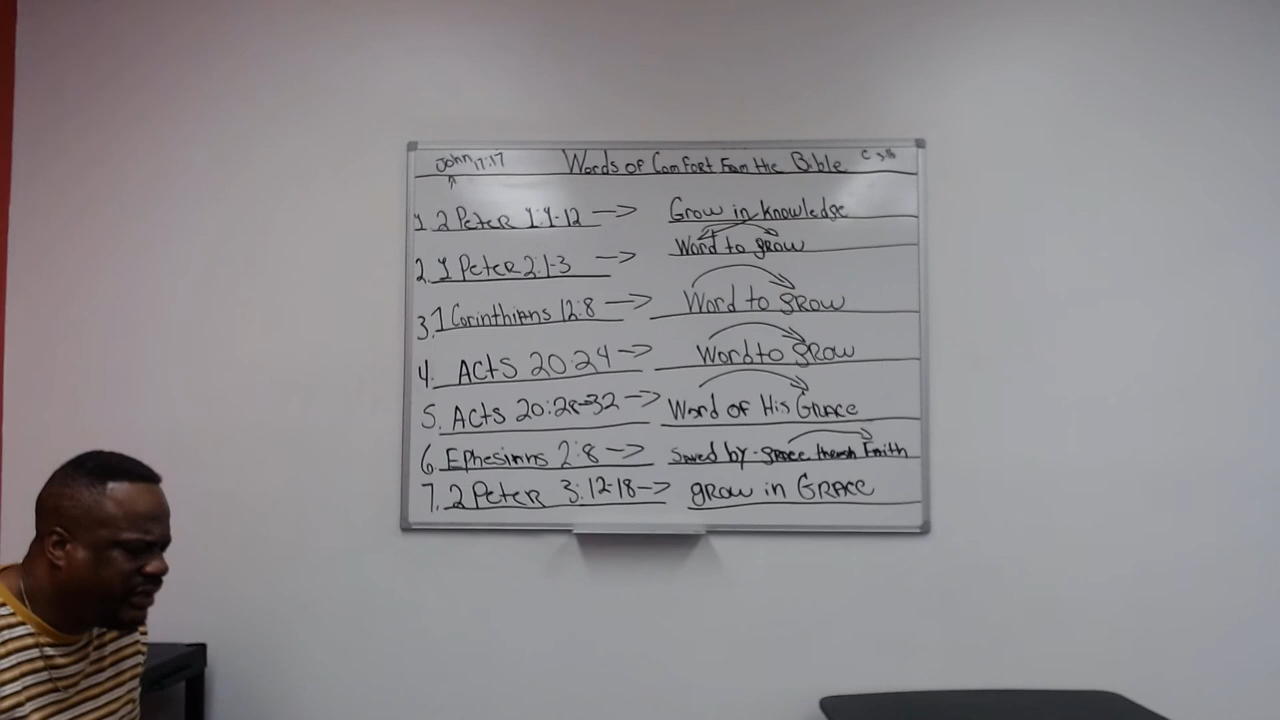 John 17:17 Words of Comfort From the Bible
1. 2 Peter 1:1-12 → Grow in knowledge
Word to grow
2. 1 Peter 2:1-3 →
3. 1 Corinthians 12:8 → Word to grow
4. Acts 20:24 → Word to grow
5. Acts 20:28-32 → Word of His Grace
6. Ephesians 2:8 → Saved by grace through Faith
7. 2 Peter 3:12-18 → grow in Grace